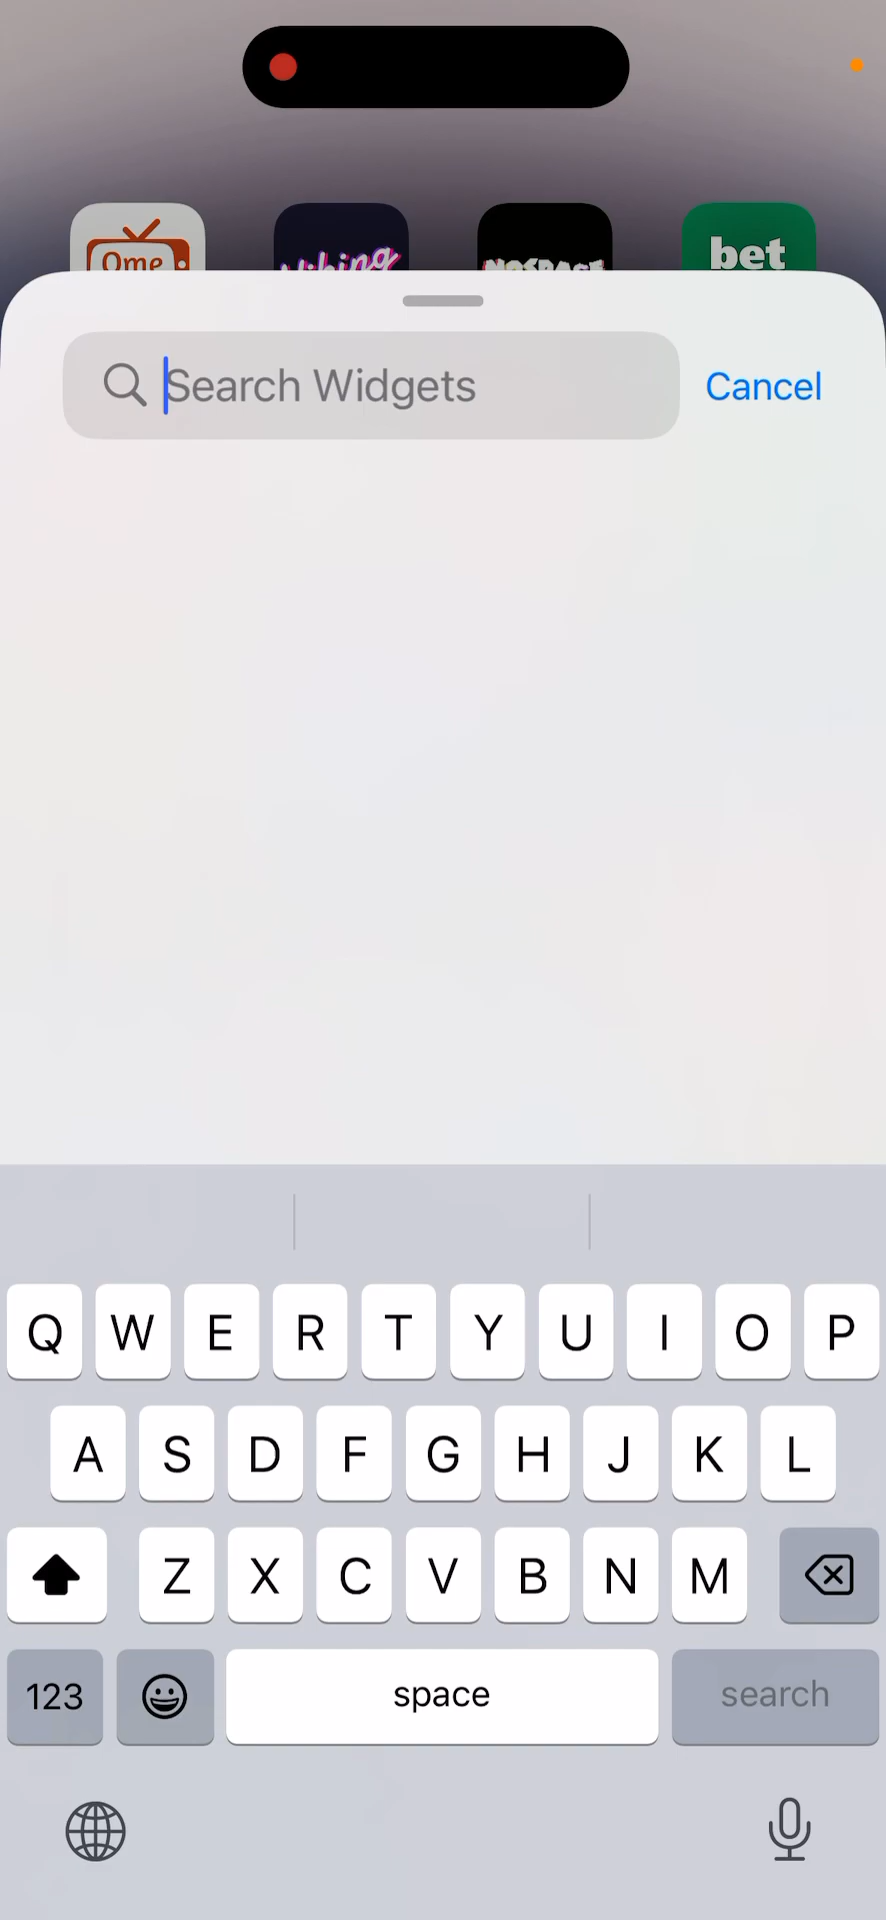 Ome
bet
Search Widgets
Cancel
Q W E R T Y U I O P
A S D F G H J K L
Z X C V B N M
123 space search